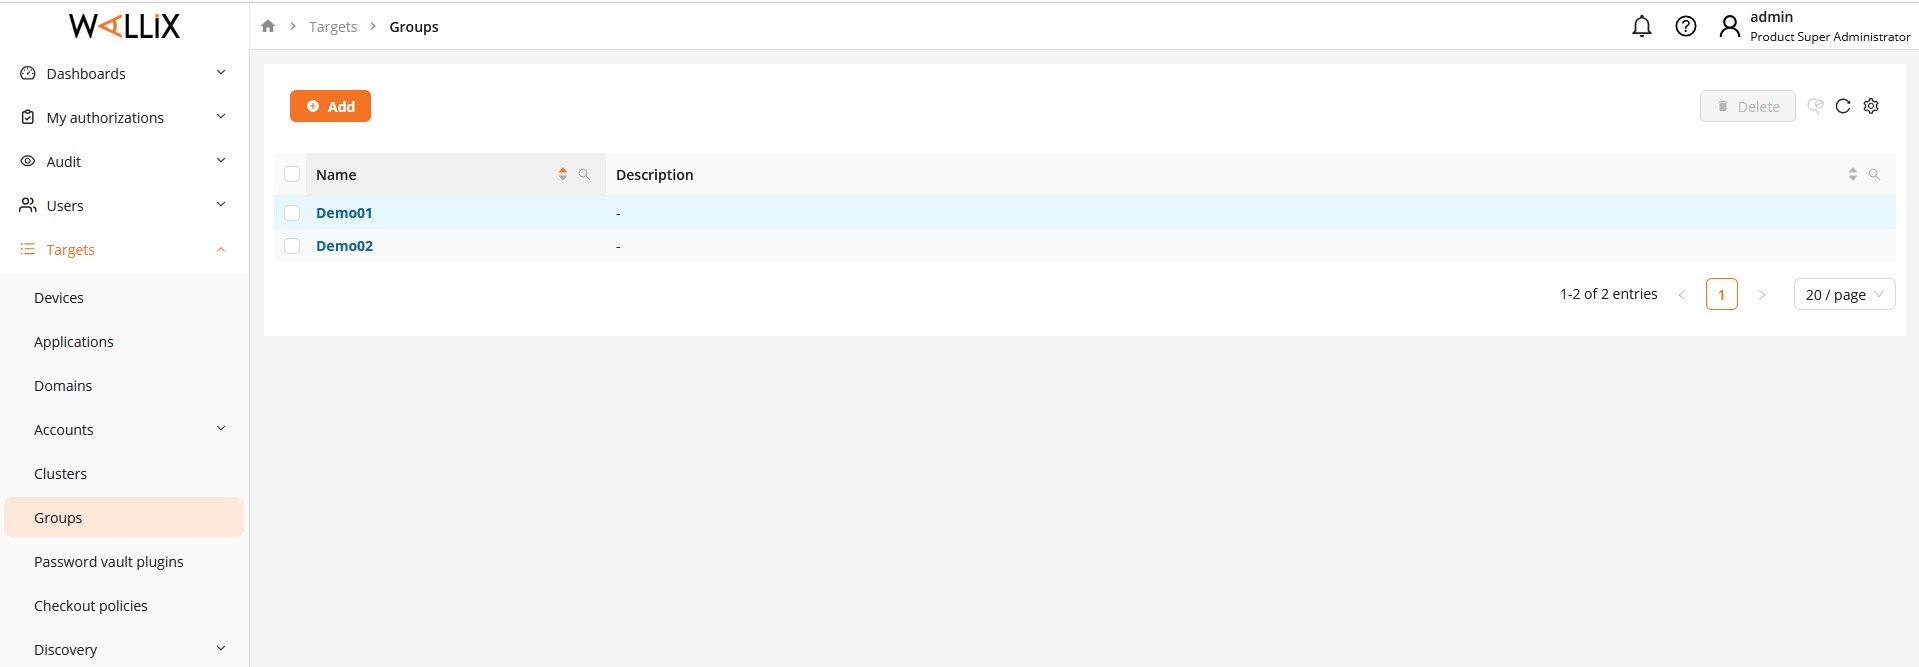 WALLIX
Targets
Groups
admin
Product Super Administrator
Dashboards
My authorizations
Audit
Users
Targets
Devices
Applications
Domains
Accounts
Clusters
Groups
Password vault plugins
Checkout policies
Discovery
Add
Delete
Name Description
Demo01 -
Demo02 -
1-2 of 2 entries < 1 > 20 / page